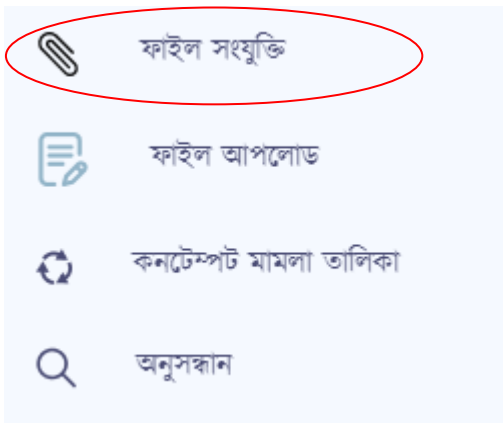 ফাইল সংযুক্তি
ফাইল আপলোড
কনটেম্পট মামলা তালিকা
অনুসন্ধান